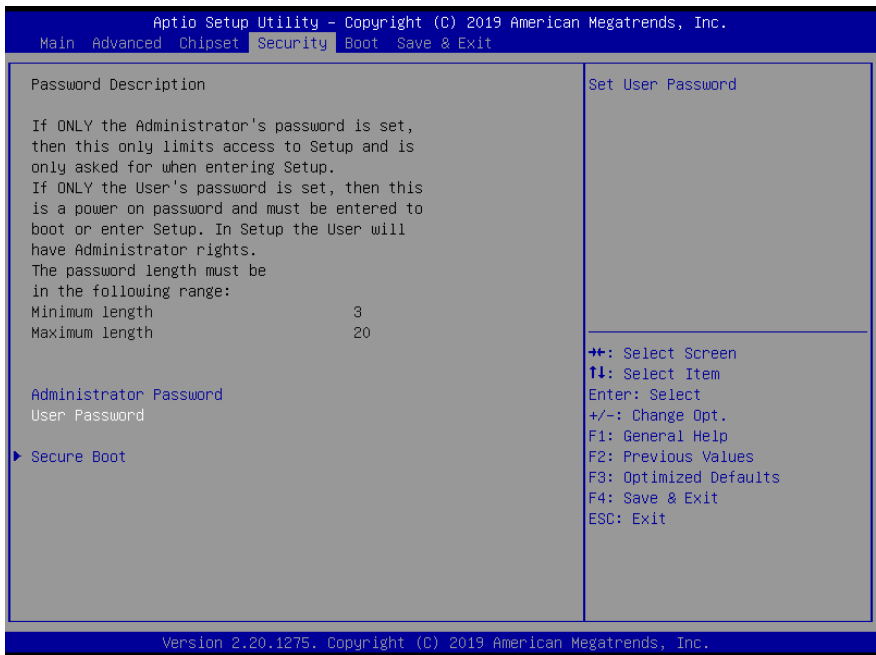 Aptio Setup Utility – Copyright (C) 2019 American Megatrends, Inc.
Main Advanced Chipset Security Boot Save & Exit
Password Description
If ONLY the Administrator's password is set,
then this only limits access to Setup and is
only asked for when entering Setup.
If ONLY the User's password is set, then this
is a power on password and must be entered to
boot or enter Setup. In Setup the User will
have Administrator rights.
The password length must be
in the following range:
Minimum length 3
Maximum length 20
Administrator Password
User Password
Secure Boot
Set User Password
→←: Select Screen
↑↓: Select Item
Enter: Select
+/-: Change Opt.
F1: General Help
F2: Previous Values
F3: Optimized Defaults
F4: Save & Exit
ESC: Exit
Version 2.20.1275. Copyright (C) 2019 American Megatrends, Inc.